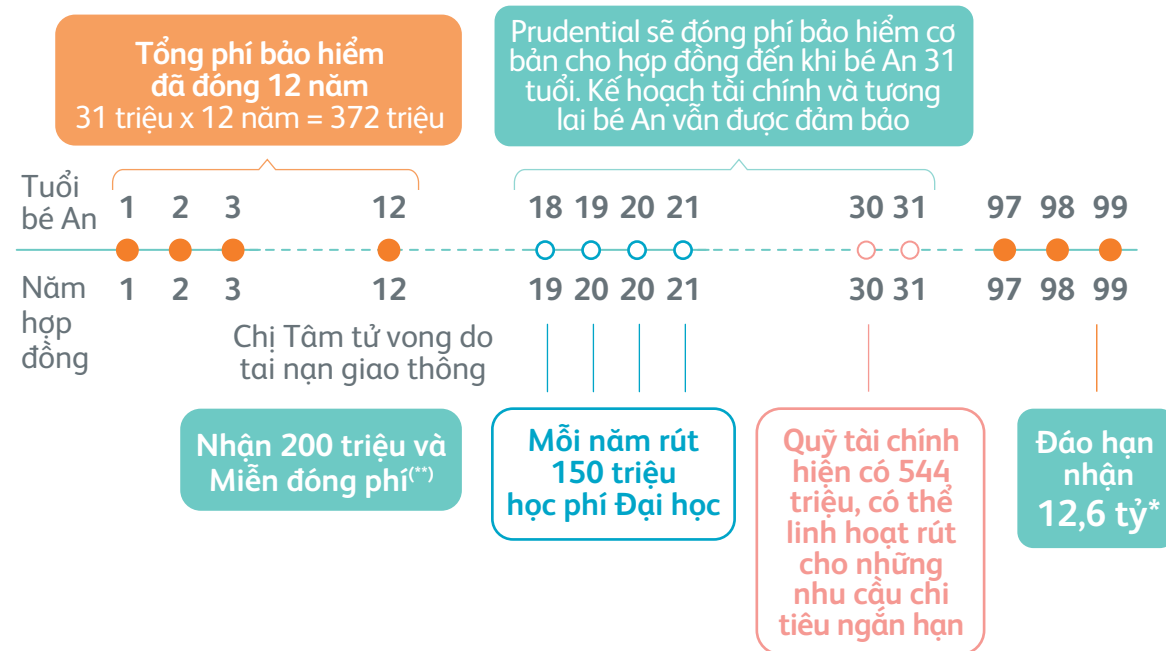 Tổng phí bảo hiểm
đã đóng 12 năm
31 triệu x 12 năm = 372 triệu
Prudential sẽ đóng phí bảo hiểm cơ
bản cho hợp đồng đến khi bé An 31
tuổi. Kế hoạch tài chính và tương
lai bé An vẫn được đảm bảo
Tuổi
bé An
1 2 3 12 18 19 20 21 30 31 97 98 99
Năm
hợp
đồng
1 2 3 12 19 20 20 21 30 31 97 98 99
Chị Tâm tử vong do
tai nạn giao thông
Nhận 200 triệu và
Miễn đóng phí(**)
Mỗi năm rút
150 triệu
học phí Đại học
Quỹ tài chính
hiện có 544
triệu, có thể
linh hoạt rút
cho những
nhu cầu chi
tiêu ngắn hạn
Đáo hạn
nhận
12,6 tỷ*